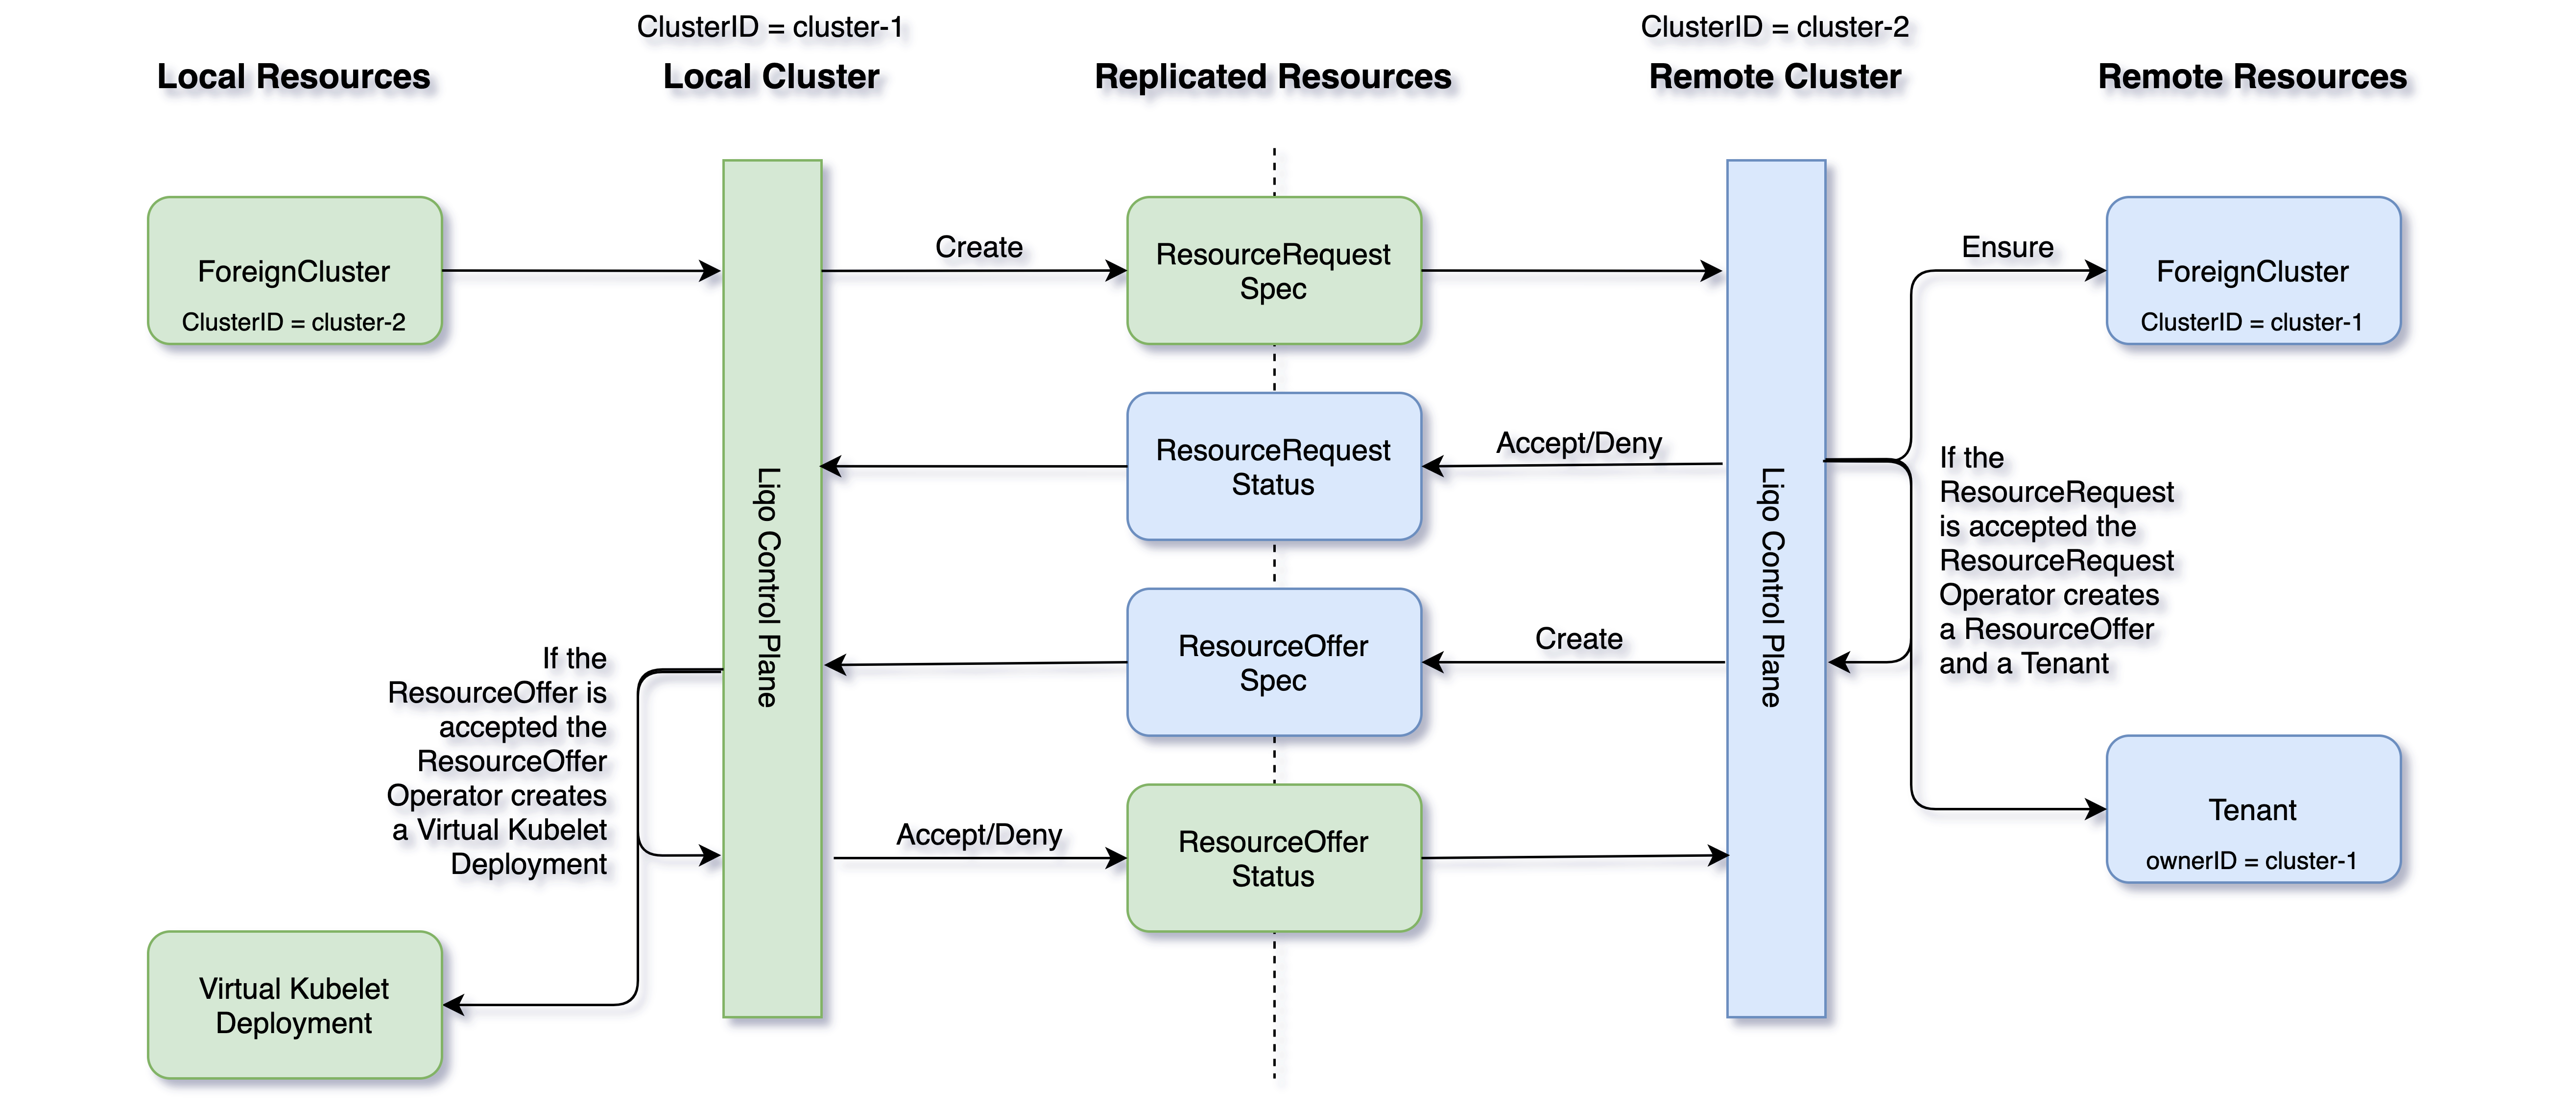 ClusterID = cluster-1
ClusterID = cluster-2
Local Resources
Local Cluster
Replicated Resources
Remote Cluster
Remote Resources
ForeignCluster
ClusterID = cluster-2
Create
ResourceRequest
Spec
Ensure
ForeignCluster
ClusterID = cluster-1
Liqo Control Plane
ResourceRequest
Status
Accept/Deny
Liqo Control Plane
If the
ResourceRequest
is accepted the
ResourceRequest
Operator creates
a ResourceOffer
and a Tenant
ResourceOffer
Spec
Create
If the
ResourceOffer is
accepted the
ResourceOffer
Operator creates
a Virtual Kubelet
Deployment
Accept/Deny
ResourceOffer
Status
Tenant
ownerID = cluster-1
Virtual Kubelet
Deployment